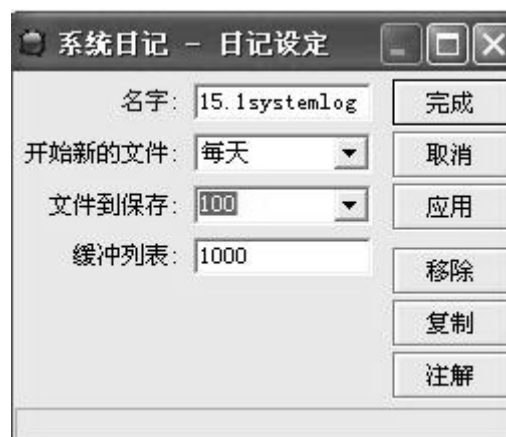 系统日记 - 日记设定
名字: 15.1systemlog 完成
开始新的文件: 每天 取消
文件到保存: 100 应用
缓冲列表: 1000
移除
复制
注解